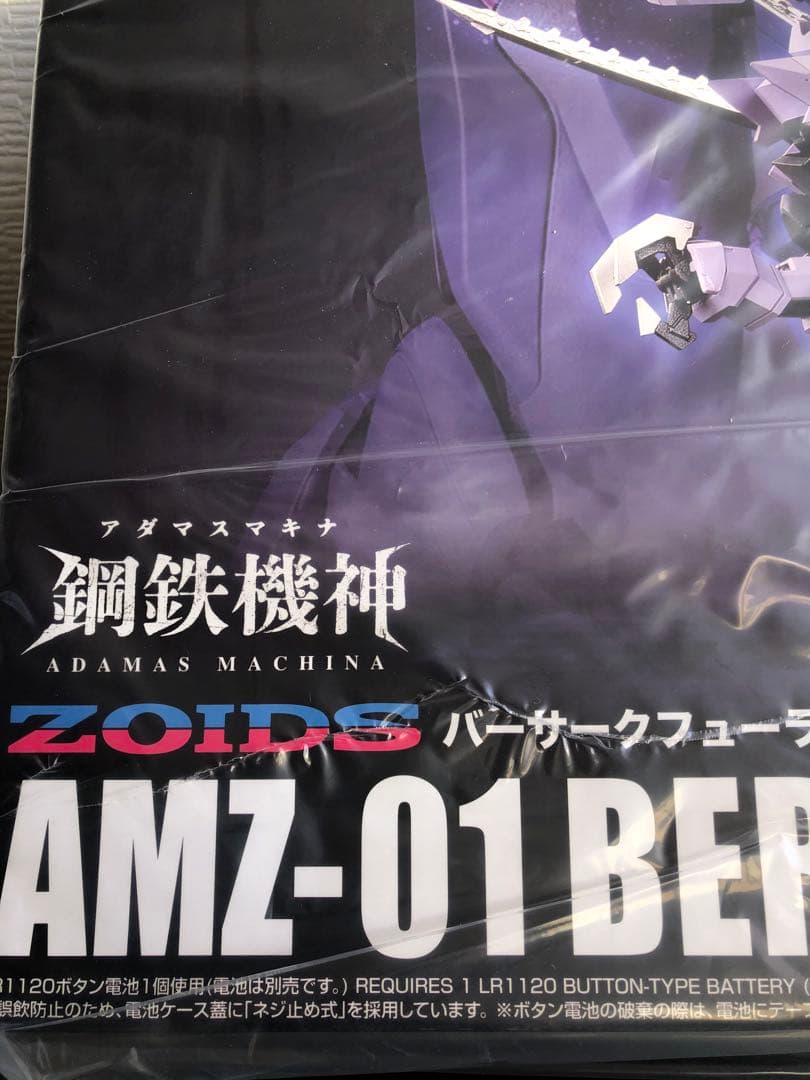 アダマスマキナ
鋼鉄機神
ADAMAS MACHINA
ZOIDS バーサークフューラ
AMZ-01 BER
R1120ボタン電池1個使用(電池は別売です。) REQUIRES 1 LR1120 BUTTON-TYPE BATTERY (
誤飲防止のため、電池ケース蓋に「ネジ止め式」を採用しています。※ボタン電池の破棄の際は、電池にテー